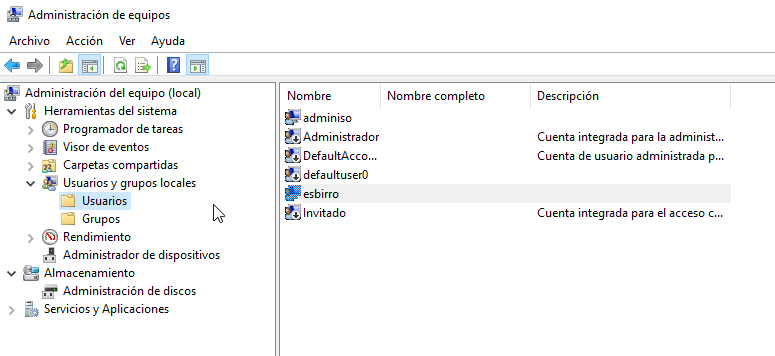 Administración de equipos
Archivo Acción Ver Ayuda
Administración del equipo (local)
Herramientas del sistema
Programador de tareas
Visor de eventos
Carpetas compartidas
Usuarios y grupos locales
Usuarios
Grupos
Rendimiento
Administrador de dispositivos
Almacenamiento
Administración de discos
Servicios y Aplicaciones
Nombre Nombre completo Descripción
adminiso
Administrador Cuenta integrada para la administ...
DefaultAcco... Cuenta de usuario administrada p...
defaultuser0
esbirro
Invitado Cuenta integrada para el acceso c...